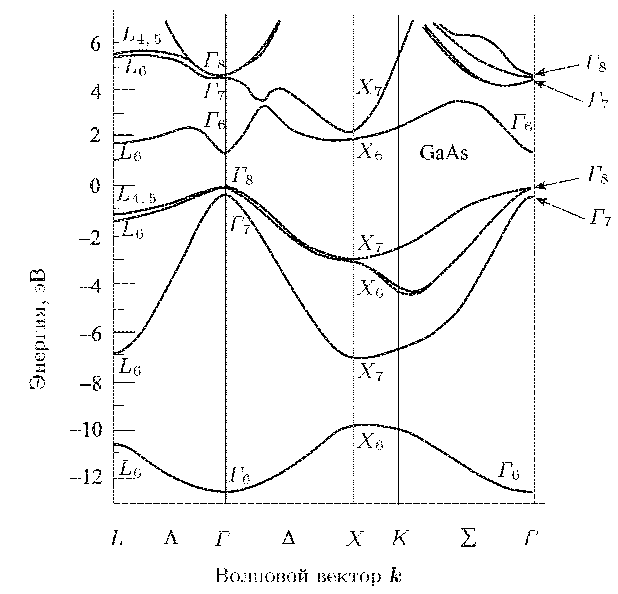 6
4
2
0
−2
−4
−6
−8
−10
−12
Энергия, эВ
L4,5
L6
L6
L4,5
L6
L6
L6
Γ8
Γ7
Γ6
Γ8
Γ7
Γ6
X7
X6
X7
X6
X7
X6
GaAs
Γ6
Γ6
Γ8
Γ7
Γ8
Γ7
L Λ Γ Δ X K Σ Γ
Волновой вектор k